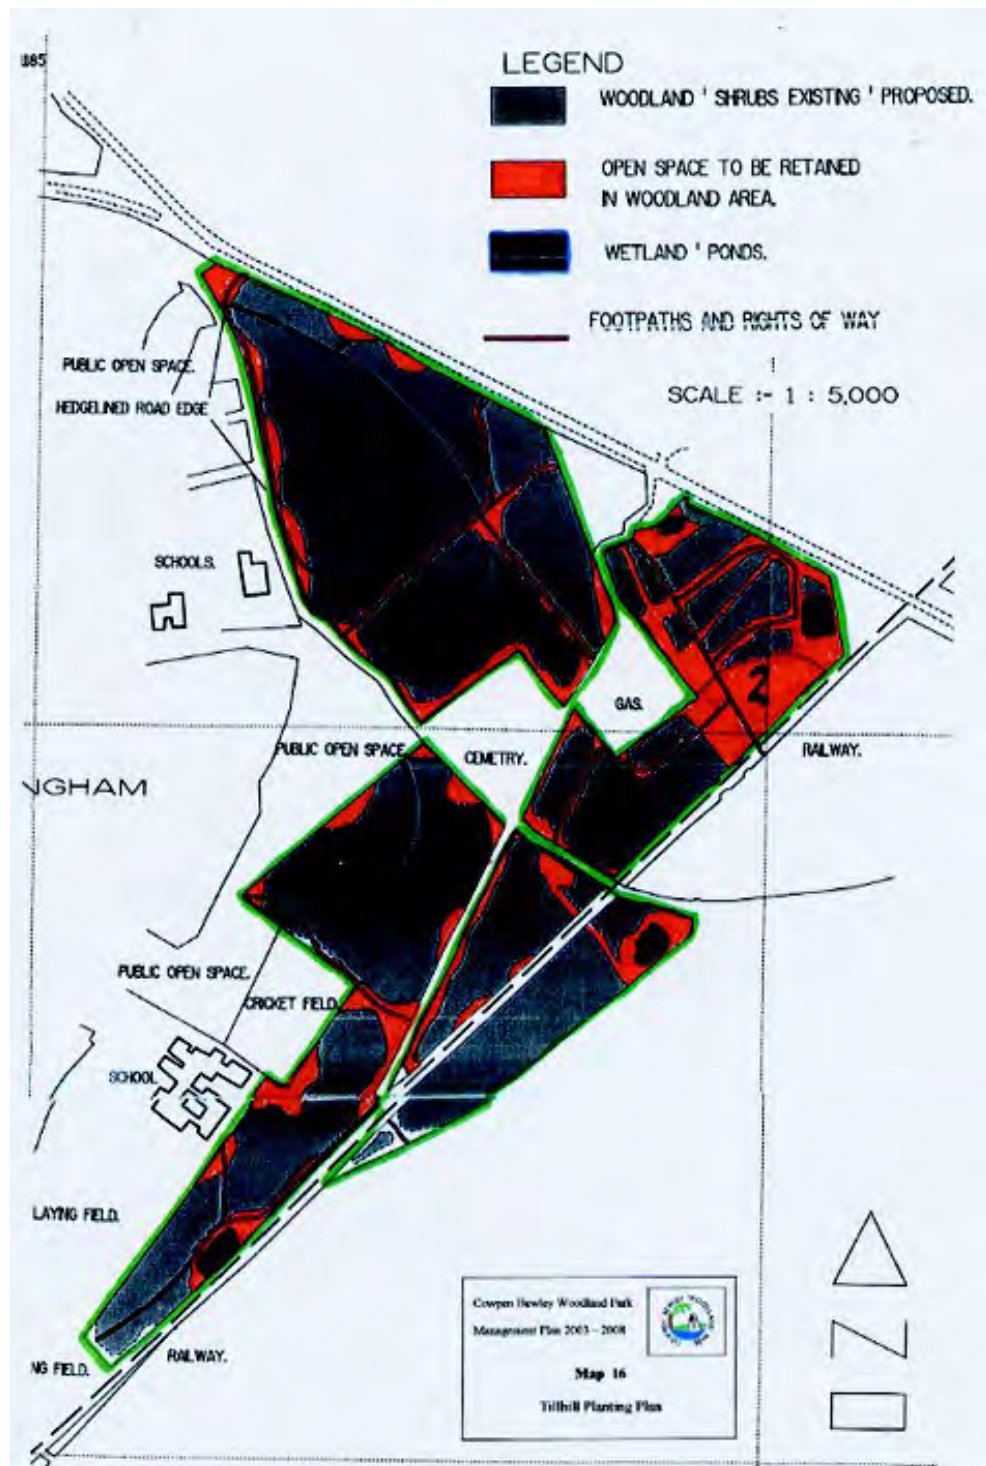 885
LEGEND
WOODLAND ' SHRUBS EXISTING ' PROPOSED.
OPEN SPACE TO BE RETAINED
IN WOODLAND AREA.
WETLAND ' PONDS.
FOOTPATHS AND RIGHTS OF WAY
SCALE :- 1 : 5,000
PUBLIC OPEN SPACE.
HEDGELINED ROAD EDGE
SCHOOLS.
2
GAS.
PUBLIC OPEN SPACE
CEMETRY.
RAILWAY.
NGHAM
PUBLIC OPEN SPACE.
CRICKET FIELD.
SCHOOL
LAYING FIELD.
NG FIELD.
RAILWAY.
Cowpen Bewley Woodland Park
Management Plan 2003 - 2008
Map 16
Tillhill Planting Plan
N